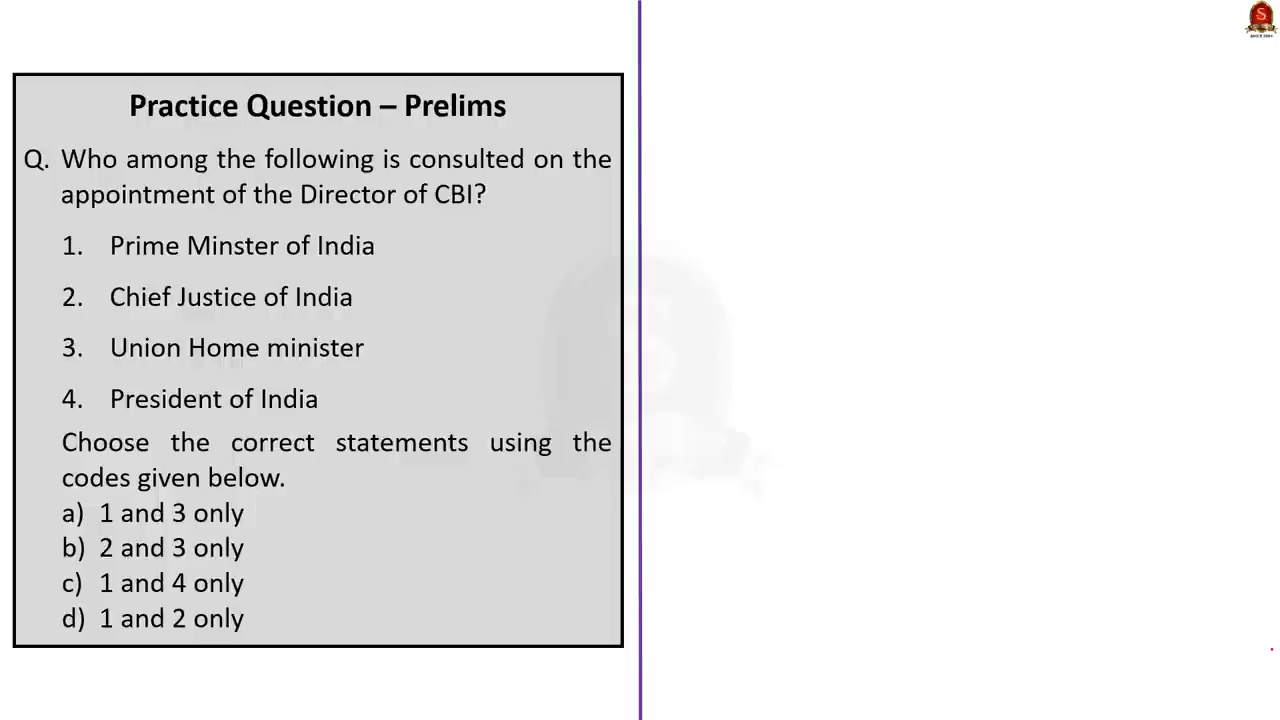 Practice Question – Prelims
Q. Who among the following is consulted on the
appointment of the Director of CBI?
1. Prime Minster of India
2. Chief Justice of India
3. Union Home minister
4. President of India
Choose the correct statements using the
codes given below.
a) 1 and 3 only
b) 2 and 3 only
c) 1 and 4 only
d) 1 and 2 only